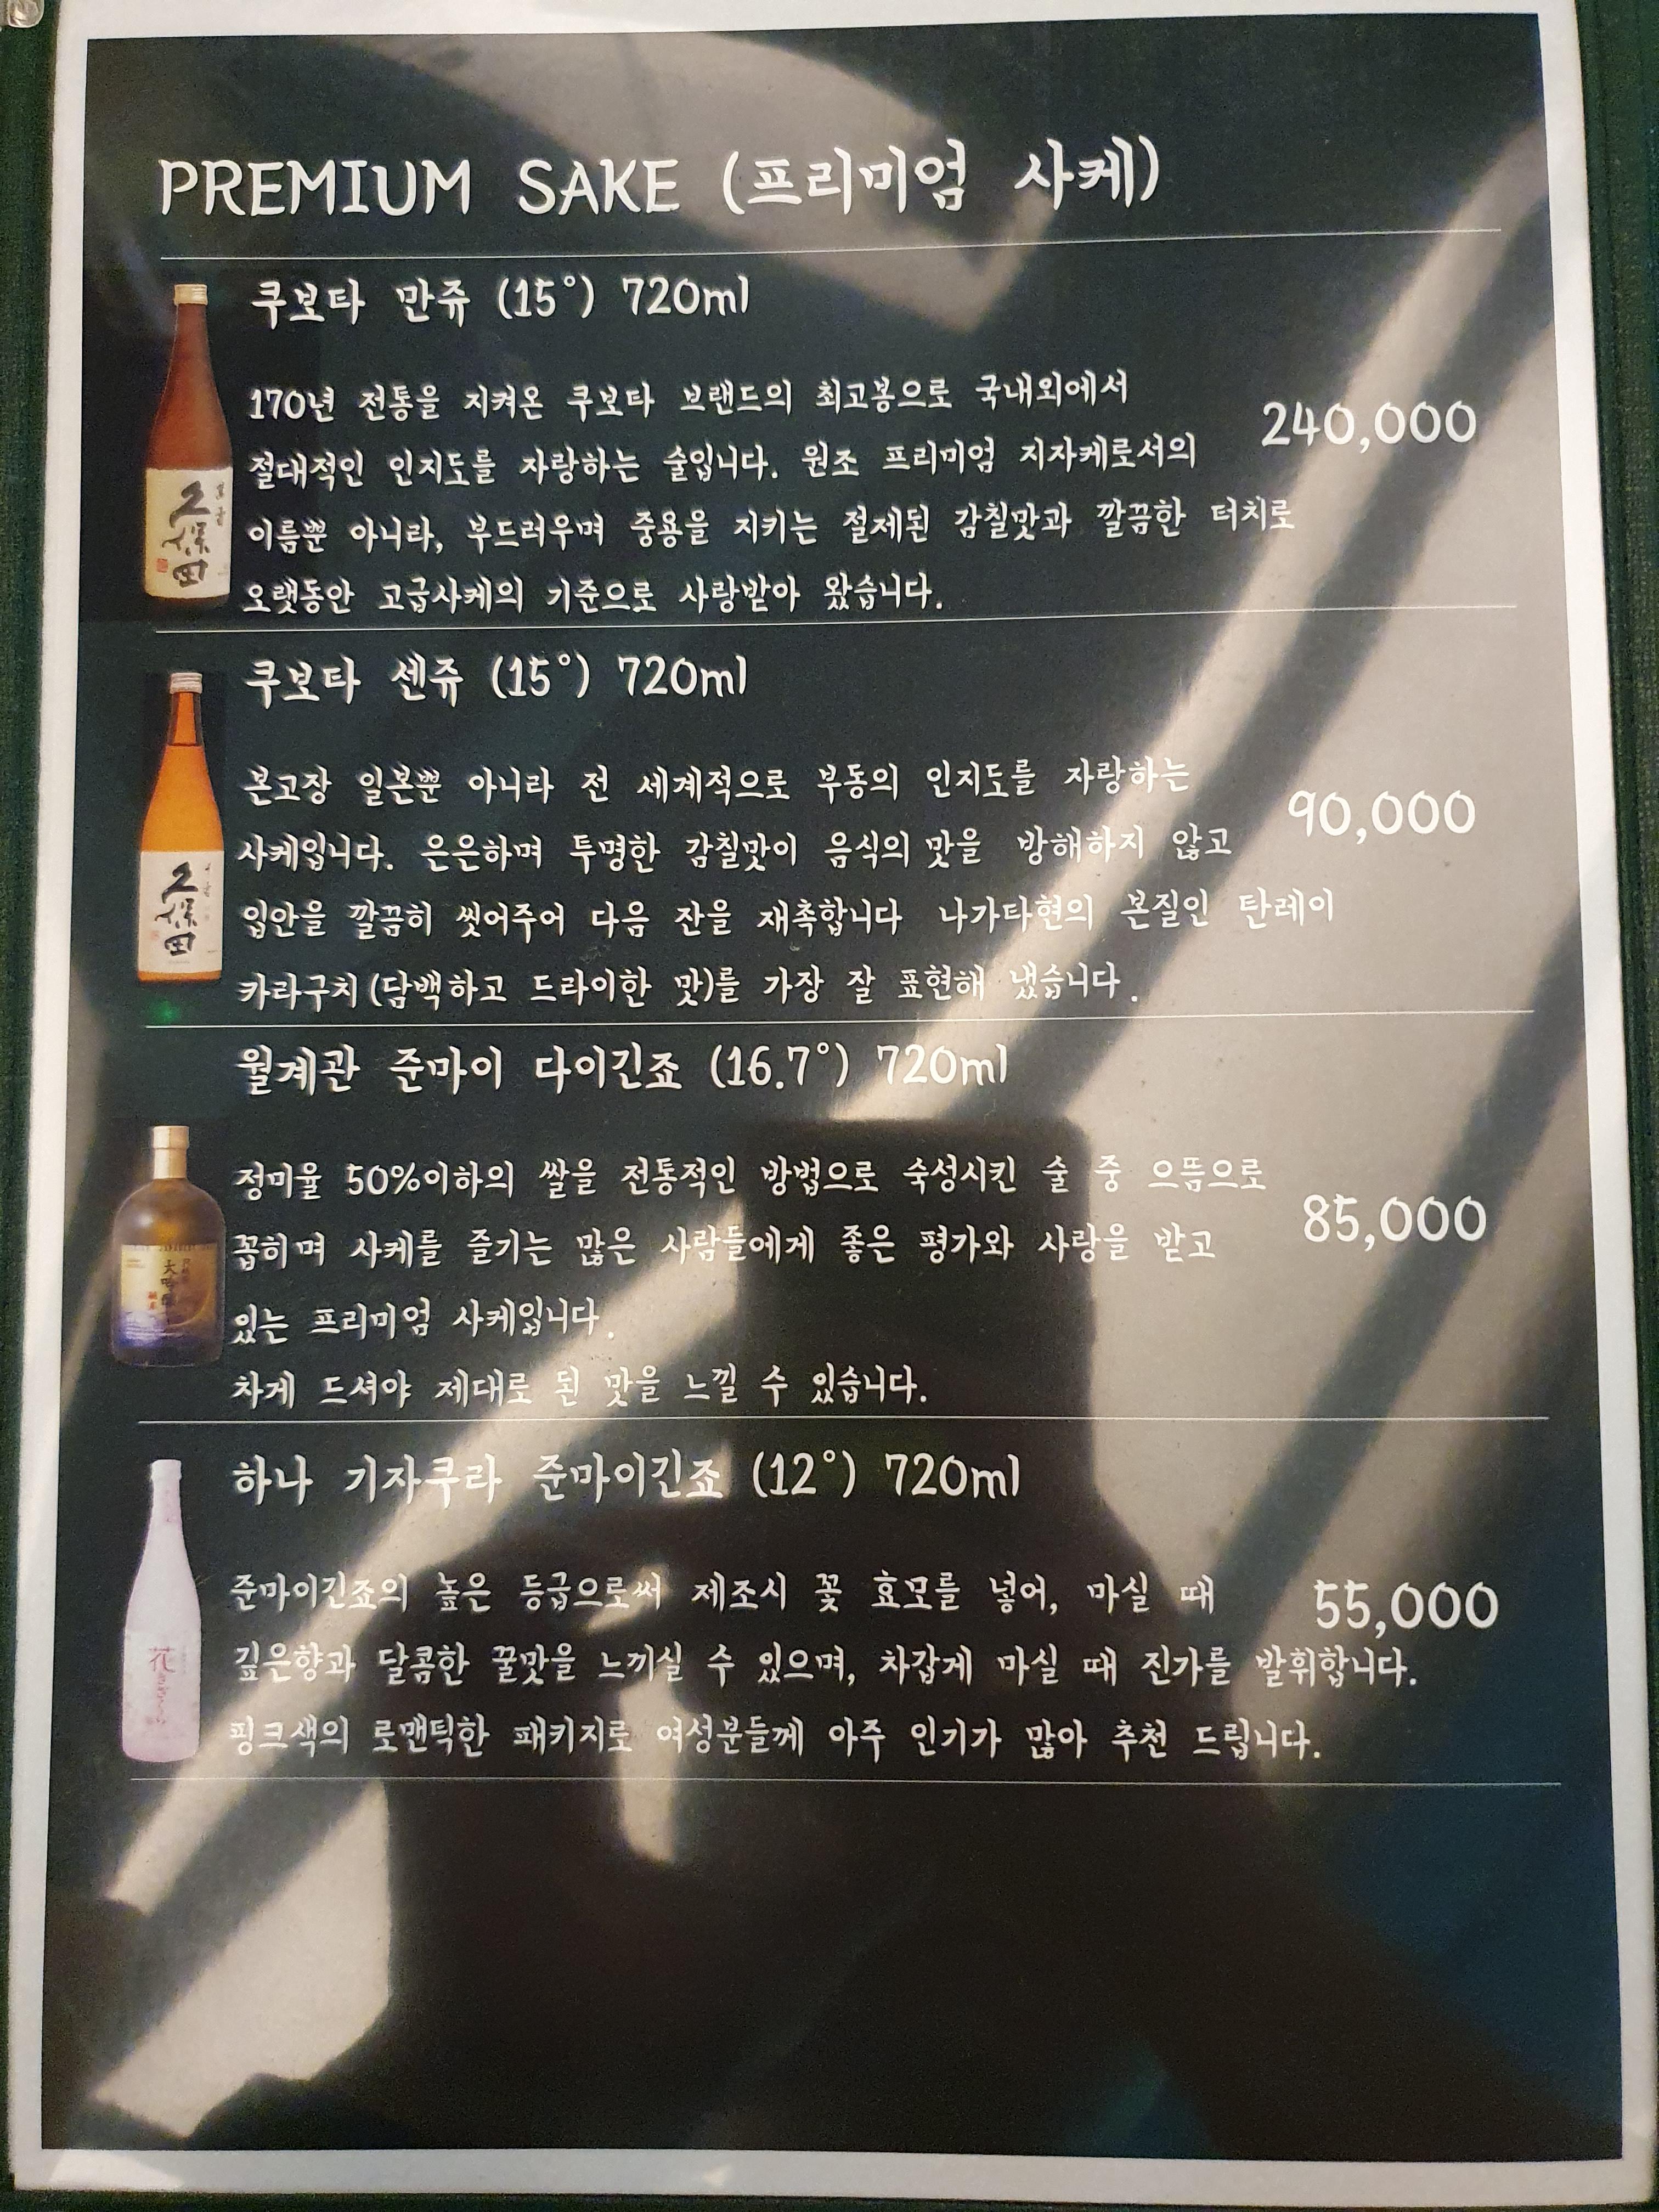 PREMIUM SAKE (프리미엄 사케)
쿠보타 만쥬 (15°) 720ml
170년 전통을 지켜온 쿠보타 브랜드의 최고봉으로 국내외에서
240,000
절대적인 인지도를 자랑하는 술입니다. 원조 프리미엄 지자케로서의
이름뿐 아니라, 부드러우며 중용을 지키는 절제된 감칠맛과 깔끔한 터치로
오랫동안 고급사케의 기준으로 사랑받아 왔습니다.
久保田
쿠보타 센쥬 (15°) 720ml
본고장 일본뿐 아니라 전 세계적으로 부동의 인지도를 자랑하는
90,000
사케입니다. 은은하며 투명한 감칠맛이 음식의 맛을 방해하지 않고
입안을 깔끔히 씻어주어 다음 잔을 재촉합니다 나가타현의 본질인 탄레이
카라구치(담백하고 드라이한 맛)를 가장 잘 표현해 냈습니다.
久保田
월계관 준마이 다이긴죠 (16.7°) 720ml
정미율 50%이하의 쌀을 전통적인 방법으로 숙성시킨 술 중 으뜸으로
85,000
꼽히며 사케를 즐기는 많은 사람들에게 좋은 평가와 사랑을 받고
있는 프리미엄 사케입니다.
차게 드셔야 제대로 된 맛을 느낄 수 있습니다.
하나 기자쿠라 준마이긴죠 (12°) 720ml
준마이긴죠의 높은 등급으로써 제조시 꽃 효모를 넣어, 마실 때
55,000
깊은향과 달콤한 꿀맛을 느끼실 수 있으며, 차갑게 마실 때 진가를 발휘합니다.
핑크색의 로맨틱한 패키지로 여성분들께 아주 인기가 많아 추천 드립니다.